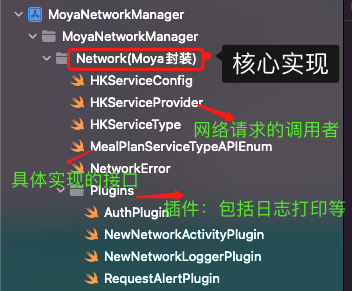 MoyaNetworkManager
MoyaNetworkManager
Network(Moya封装)
核心实现
HKServiceConfig
HKServiceProvider
网络请求的调用者
HKServiceType
MealPlanServiceTypeAPIEnum
具体实现的接口
NetworkError
Plugins
插件：包括日志打印等
AuthPlugin
NewNetworkActivityPlugin
NewNetworkLoggerPlugin
RequestAlertPlugin